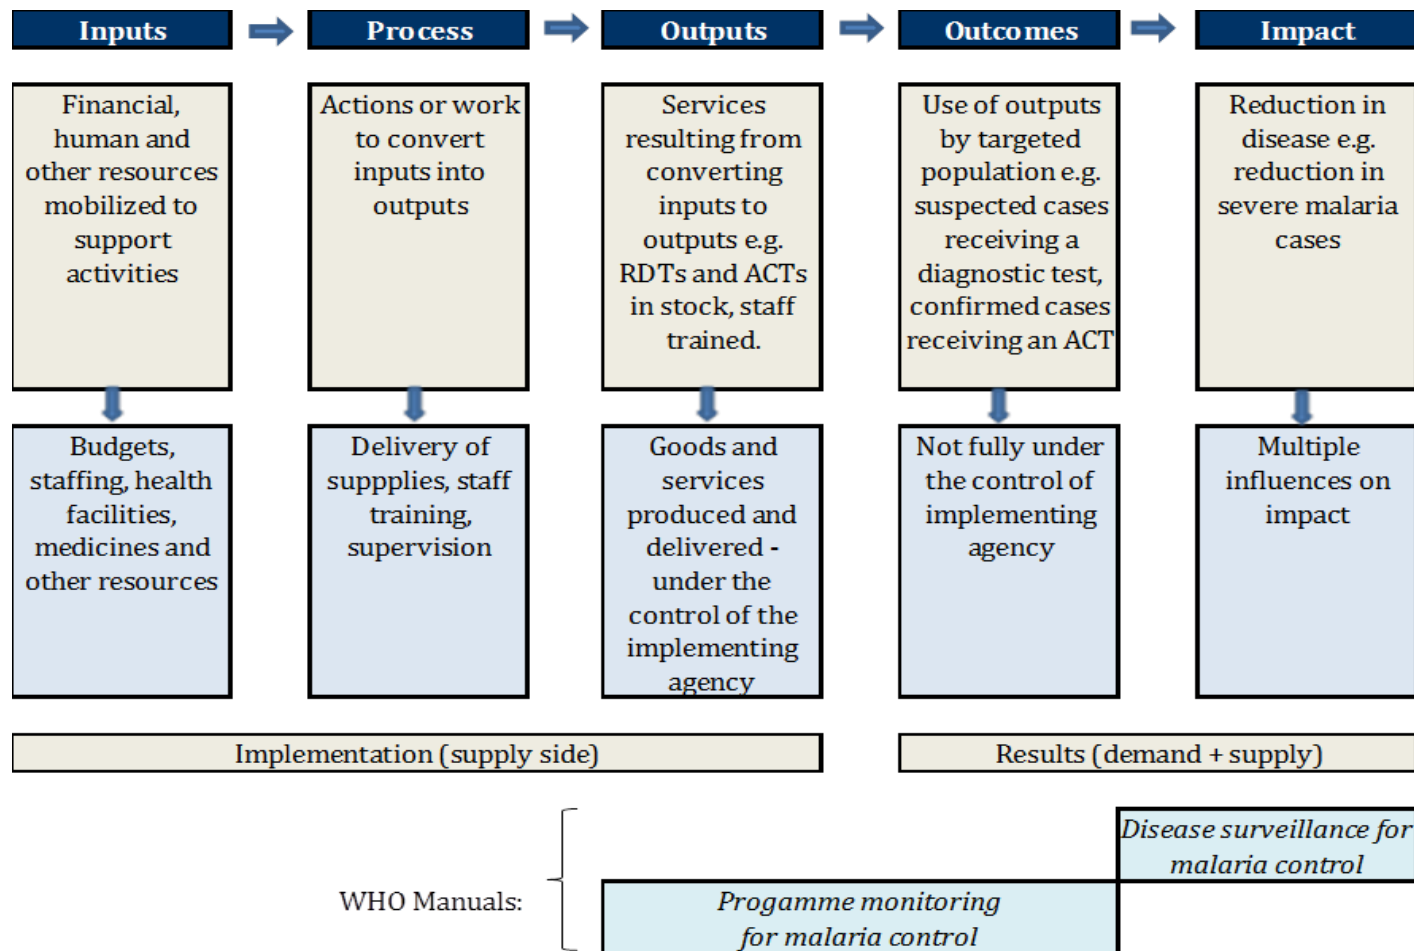 Inputs
Process
Outputs
Outcomes
Impact
Financial,
human and
other resources
mobilized to
support
activities
Actions or work
to convert
inputs into
outputs
Services
resulting from
converting
inputs to
outputs e.g.
RDTs and ACTs
in stock, staff
trained.
Use of outputs
by targeted
population e.g.
suspected cases
receiving a
diagnostic test,
confirmed cases
receiving an ACT
Reduction in
disease e.g.
reduction in
severe malaria
cases
Budgets,
staffing, health
facilities,
medicines and
other resources
Delivery of
suppplies, staff
training,
supervision
Goods and
services
produced and
delivered -
under the
control of the
implementing
agency
Not fully under
the control of
implementing
agency
Multiple
influences on
impact
Implementation (supply side)
Results (demand + supply)
WHO Manuals:
Disease surveillance for
malaria control
Progamme monitoring
for malaria control